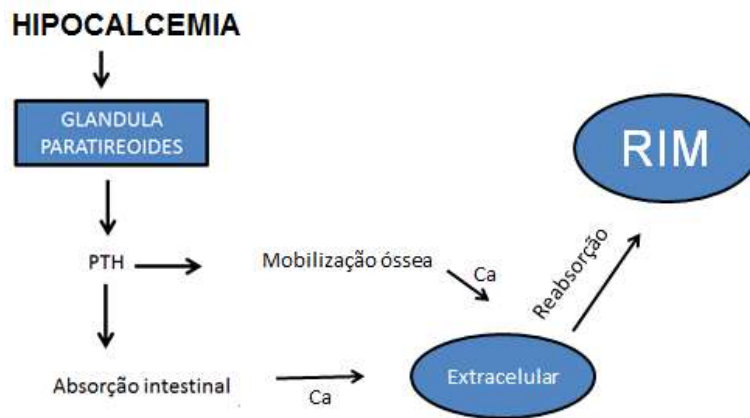 HIPOCALCEMIA
GLANDULA
PARATIREOIDES
RIM
PTH
Mobilização óssea
Ca
Reabsorção
Absorção intestinal
Ca
Extracelular